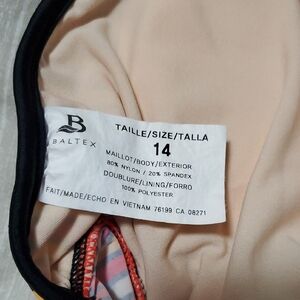 B
BALTEX
TAILLE/SIZE/TALLA
14
MAILLOT/BODY/EXTERIOR
80% NYLON / 20% SPANDEX
DOUBLURE/LINING/FORRO
100% POLYESTER
FAIT/MADE/ECHO EN VIETNAM 76199 CA 08271